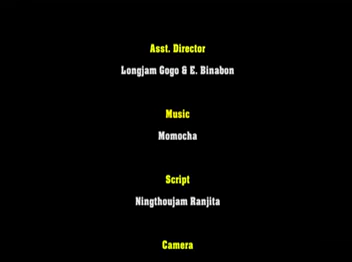 Asst. Director
Longjam Gogo & E. Binabon
Music
Momocha
Script
Ningthoujam Ranjita
Camera